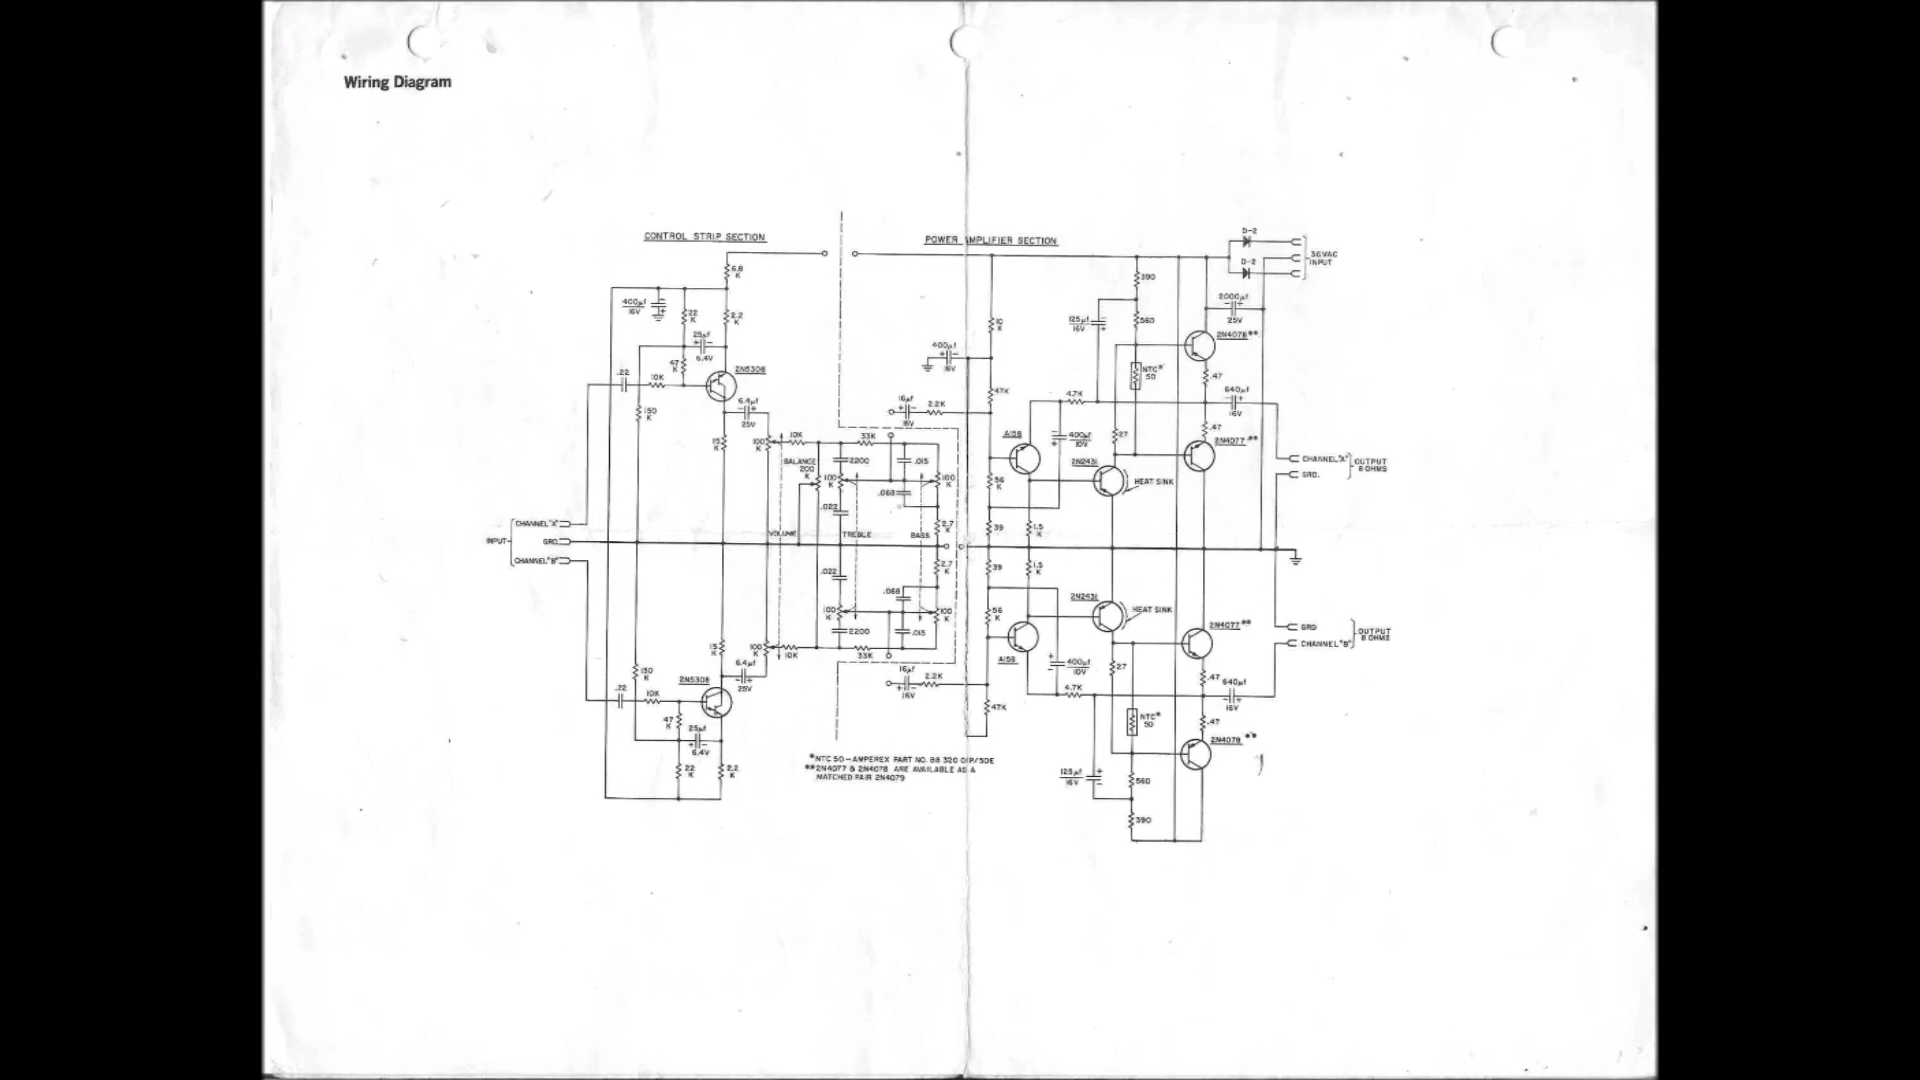 Wiring Diagram
CONTROL STRIP SECTION
POWER AMPLIFIER SECTION
D-2
36VAC
INPUT
D-2
6.8
K
390
400µf
16V
22
K
2.2
K
2000µf
25V
10
K
125µf
16V
560
2N4078**
25µf
6.4V
400µf
16V
47
K
2N5308
NTC*
50
.47
.22
10K
47K
4.7K
640µf
16V
6.4µf
25V
16µf
16V
2.2K
150
K
.47
2N4077**
15
K
100
K
10K
33K
A158
400µf
10V
27
2N2431
CHANNEL "A"
GRD.
OUTPUT
8 OHMS
BALANCE
200
K
2200
.015
100
K
100
K
56
K
HEAT SINK
.068
.022
2.7
K
39
1.5
K
INPUT
CHANNEL "A"
GRD.
CHANNEL "B"
VOLUME
TREBLE
BASS
2.7
K
39
1.5
K
.022
.068
2N2431
HEAT SINK
100
K
100
K
56
K
2200
.015
2N4077**
GRD
CHANNEL "B"
OUTPUT
8 OHMS
15
K
100
K
10K
33K
A158
400µf
10V
27
150
K
2N5308
6.4µf
25V
16µf
16V
2.2K
4.7K
.47
640µf
16V
.22
10K
47K
47
K
25µf
6.4V
NTC*
50
.47
2N4078**
22
K
2.2
K
*NTC 50-AMPEREX PART NO. B8 320 01P/50E
**2N4077 & 2N4078 ARE AVAILABLE AS A
MATCHED PAIR 2N4079
125µf
16V
560
390